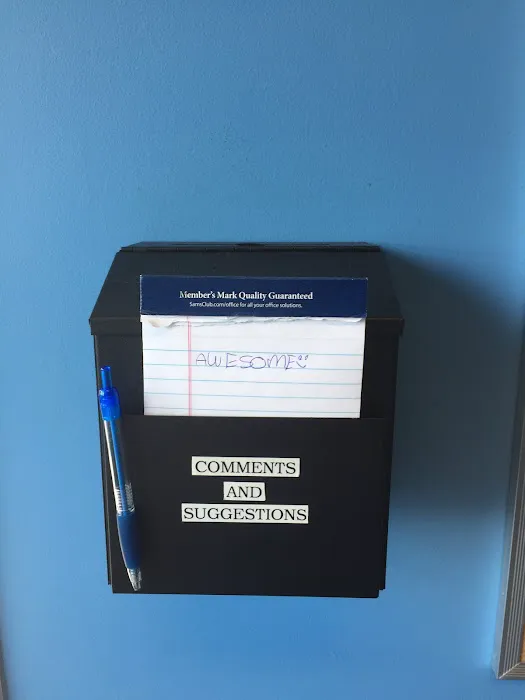 Member's Mark Quality Guaranteed
SamsClub.com/office for all your office solutions.
AWESOME
COMMENTS
AND
SUGGESTIONS